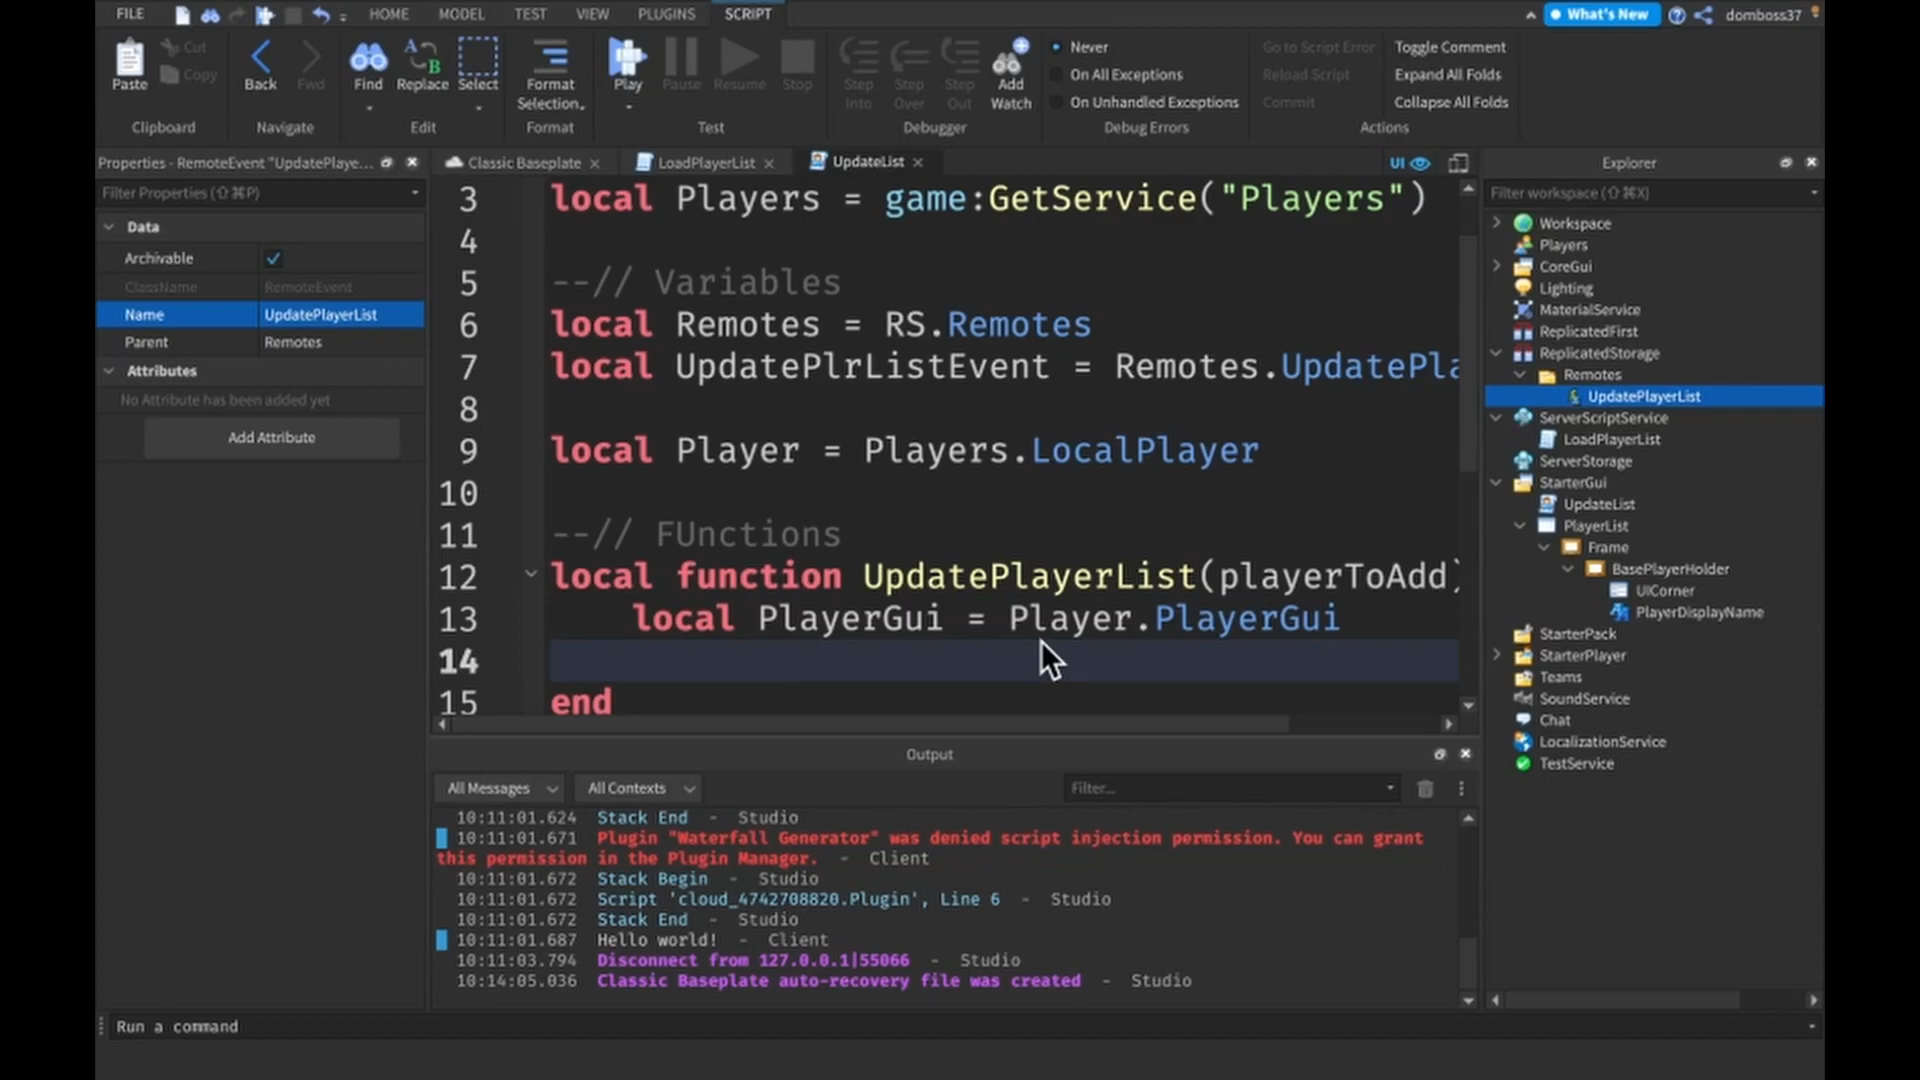 FILE HOME MODEL TEST VIEW PLUGINS SCRIPT What's New domboss37
Paste Cut Copy Back Fwd Find Replace Select Format Selection Play Pause Resume Stop Step Into Step Over Step Out Add Watch
Never
On All Exceptions
On Unhandled Exceptions
Go to Script Error
Reload Script
Commit
Toggle Comment
Expand All Folds
Collapse All Folds
Clipboard Navigate Edit Format Test Debugger Debug Errors Actions
Properties - RemoteEvent "UpdatePlaye...
Filter Properties (⇧⌘P)
Data
Archivable
ClassName RemoteEvent
Name UpdatePlayerList
Parent Remotes
Attributes
No Attribute has been added yet
Add Attribute
Classic Baseplate LoadPlayerList UpdateList UI
3 local Players = game:GetService("Players")
4
5 --// Variables
6 local Remotes = RS.Remotes
7 local UpdatePlrListEvent = Remotes.UpdatePla
8
9 local Player = Players.LocalPlayer
10
11 --// FUnctions
12 local function UpdatePlayerList(playerToAdd)
13 local PlayerGui = Player.PlayerGui
14
15 end
Output
All Messages All Contexts Filter...
10:11:01.624 Stack End - Studio
10:11:01.671 Plugin "Waterfall Generator" was denied script injection permission. You can grant
this permission in the Plugin Manager. - Client
10:11:01.672 Stack Begin - Studio
10:11:01.672 Script 'cloud_4742708820.Plugin', Line 6 - Studio
10:11:01.672 Stack End - Studio
10:11:01.687 Hello world! - Client
10:11:03.794 Disconnect from 127.0.0.1|55066 - Studio
10:14:05.036 Classic Baseplate auto-recovery file was created - Studio
Run a command
Explorer
Filter workspace (⇧⌘X)
Workspace
Players
CoreGui
Lighting
MaterialService
ReplicatedFirst
ReplicatedStorage
Remotes
UpdatePlayerList
ServerScriptService
LoadPlayerList
ServerStorage
StarterGui
UpdateList
PlayerList
Frame
BasePlayerHolder
UICorner
PlayerDisplayName
StarterPack
StarterPlayer
Teams
SoundService
Chat
LocalizationService
TestService